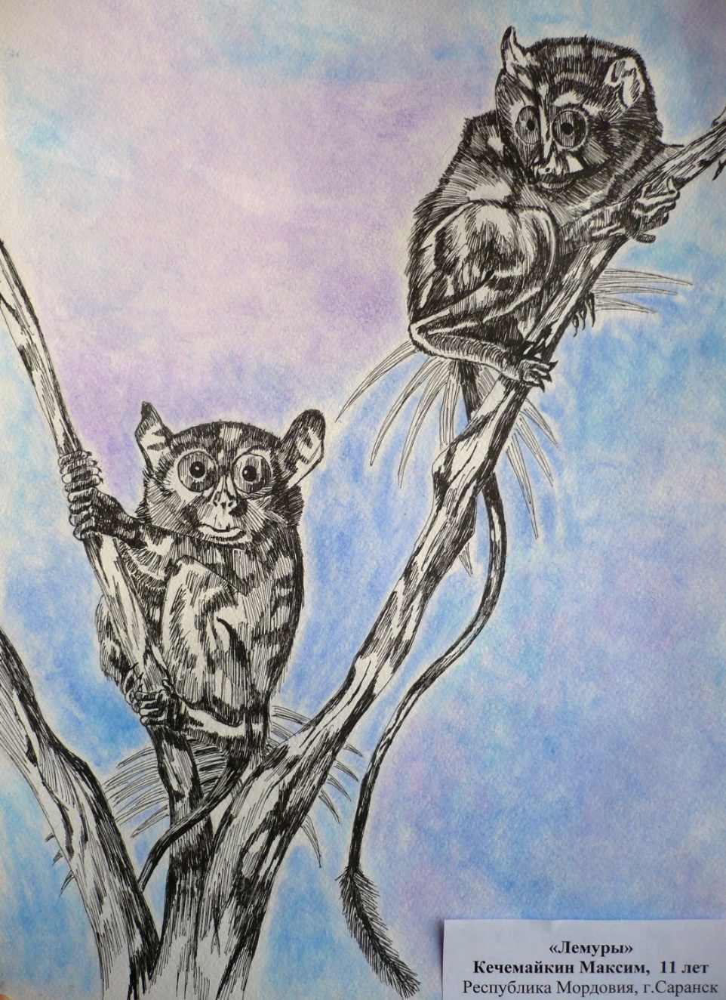 «Лемуры»
Кечемайкин Максим, 11 лет
Республика Мордовия, г.Саранск